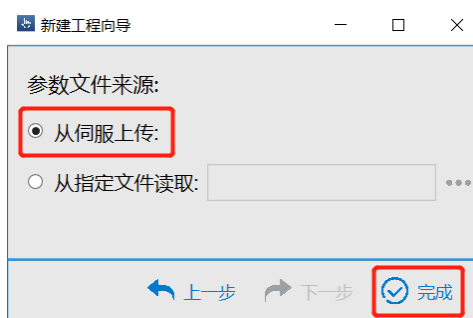 新建工程向导
参数文件来源:
从伺服上传:
从指定文件读取:
上一步 下一步 完成